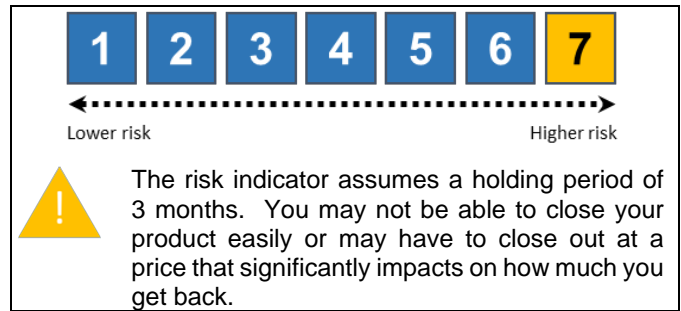 1 2 3 4 5 6 7
Lower risk Higher risk
!
The risk indicator assumes a holding period of
3 months. You may not be able to close your
product easily or may have to close out at a
price that significantly impacts on how much you
get back.